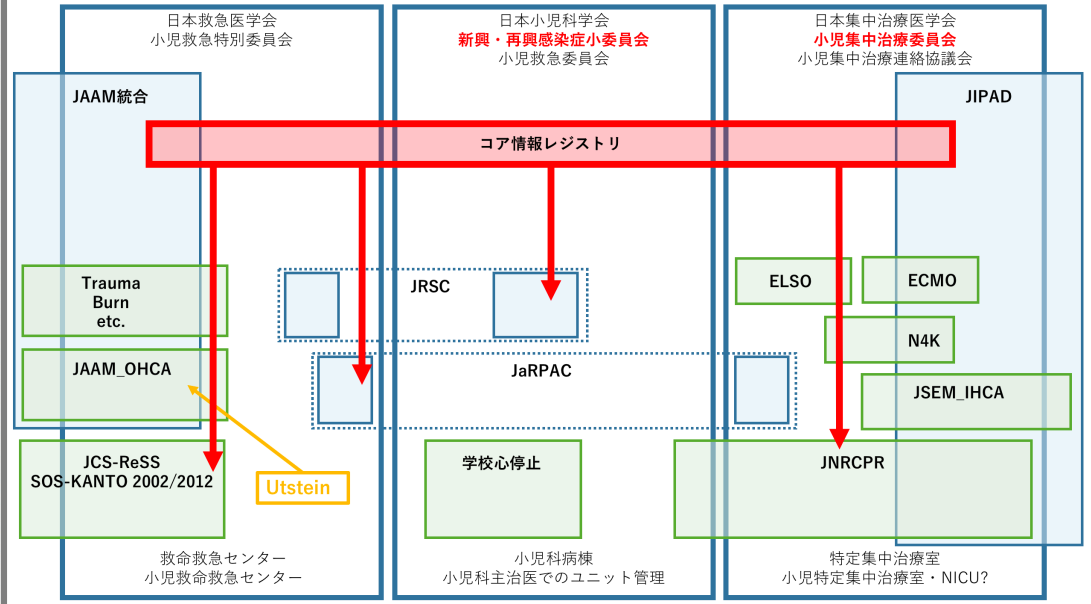 日本救急医学会
小児救急特別委員会
日本小児科学会
新興・再興感染症小委員会
小児救急委員会
日本集中治療医学会
小児集中治療委員会
小児集中治療連絡協議会
JAAM統合
JIPAD
コア情報レジストリ
Trauma
Burn
etc.
JRSC
ELSO
ECMO
N4K
JAAM_OHCA
JaRPAC
JSEM_IHCA
JCS-ReSS
SOS-KANTO 2002/2012
Utstein
学校心停止
JNRCPR
救命救急センター
小児救命救急センター
小児科病棟
小児科主治医でのユニット管理
特定集中治療室
小児特定集中治療室・NICU?